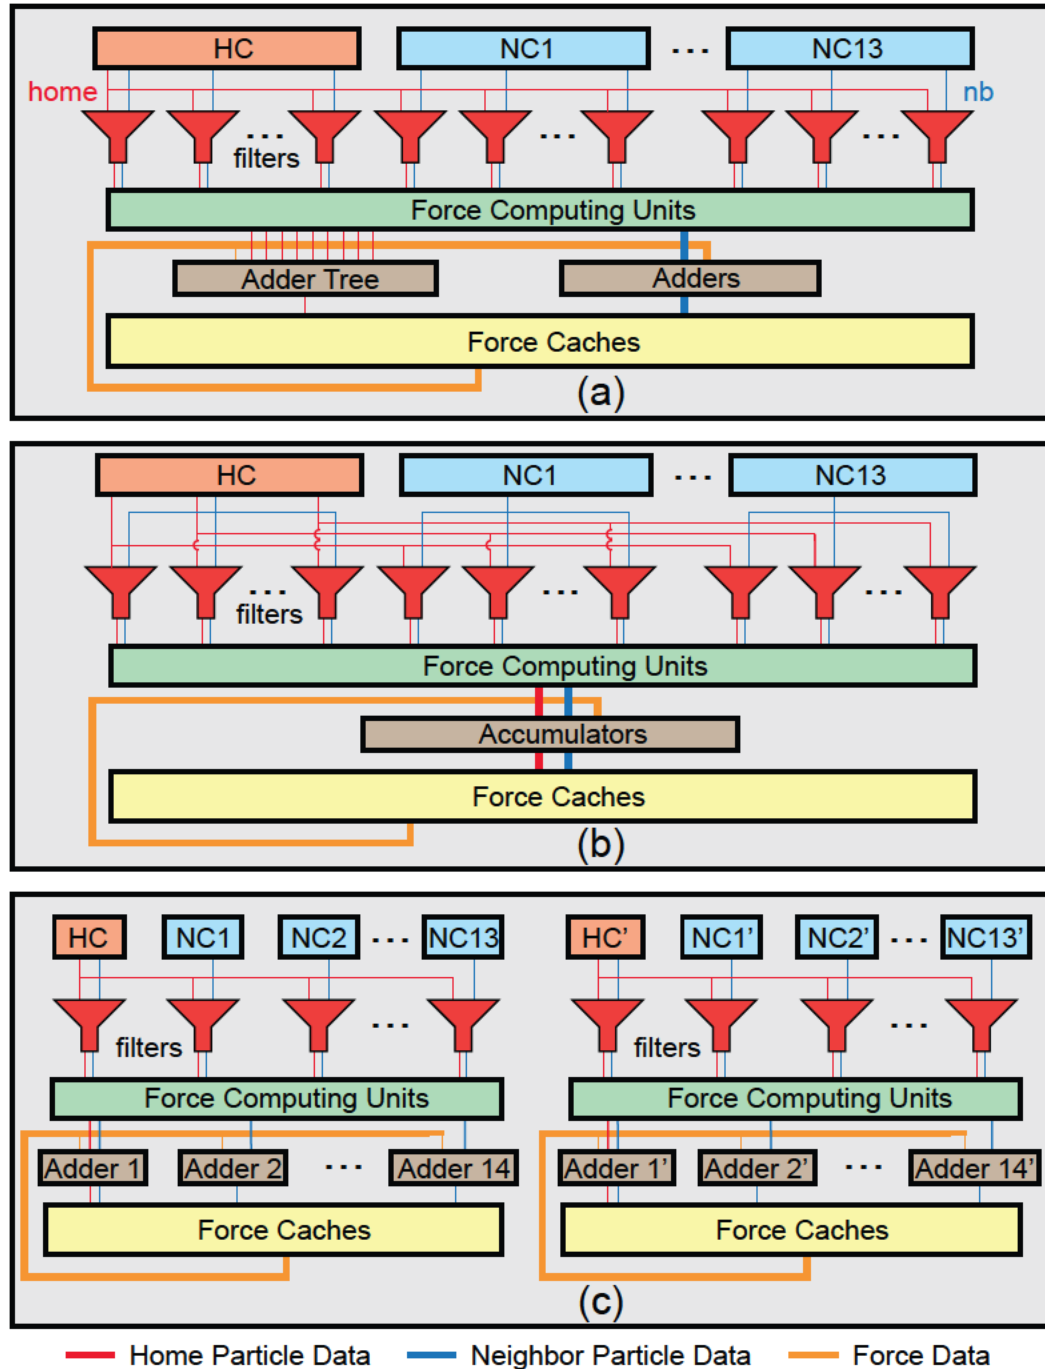 HC NC1 - - - NC13
home nb
- - - - - - - - -
filters
Force Computing Units
Adder Tree Adders
Force Caches
(a)
HC NC1 - - - NC13
- - - - - - - - -
filters
Force Computing Units
Accumulators
Force Caches
(b)
HC NC1 NC2 - - - NC13 HC' NC1' NC2' - - - NC13'
- - - - - -
filters filters
Force Computing Units Force Computing Units
Adder 1 Adder 2 - - - Adder 14 Adder 1' Adder 2' - - - Adder 14'
Force Caches Force Caches
(c)
Home Particle Data Neighbor Particle Data Force Data